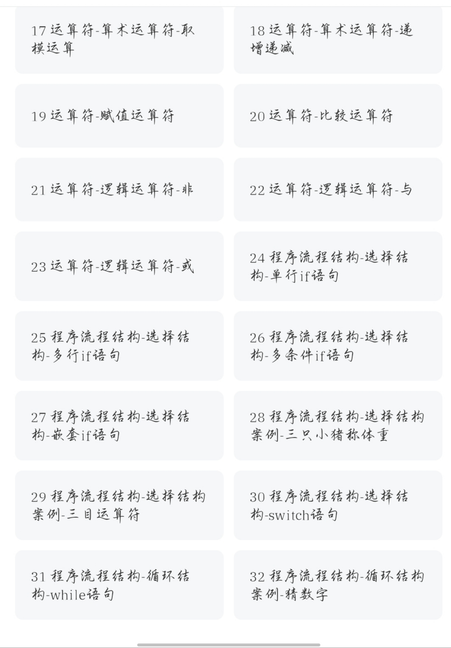 17 运算符-算术运算符-取
模运算
18 运算符-算术运算符-递
增递减
19 运算符-赋值运算符
20 运算符-比较运算符
21 运算符-逻辑运算符-非
22 运算符-逻辑运算符-与
23 运算符-逻辑运算符-或
24 程序流程结构-选择结
构-单行if语句
25 程序流程结构-选择结
构-多行if语句
26 程序流程结构-选择结
构-多条件if语句
27 程序流程结构-选择结
构-嵌套if语句
28 程序流程结构-选择结构
案例-三只小猪称体重
29 程序流程结构-选择结构
案例-三目运算符
30 程序流程结构-选择结
构-switch语句
31 程序流程结构-循环结
构-while语句
32 程序流程结构-循环结构
案例-猜数字